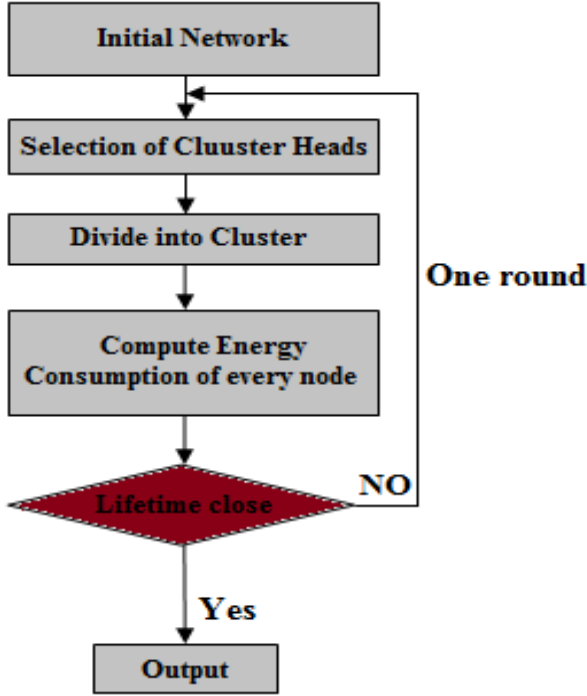 Initial Network
Selection of Cluuster Heads
Divide into Cluster
One round
Compute Energy
Consumption of every node
NO
Lifetime close
Yes
Output